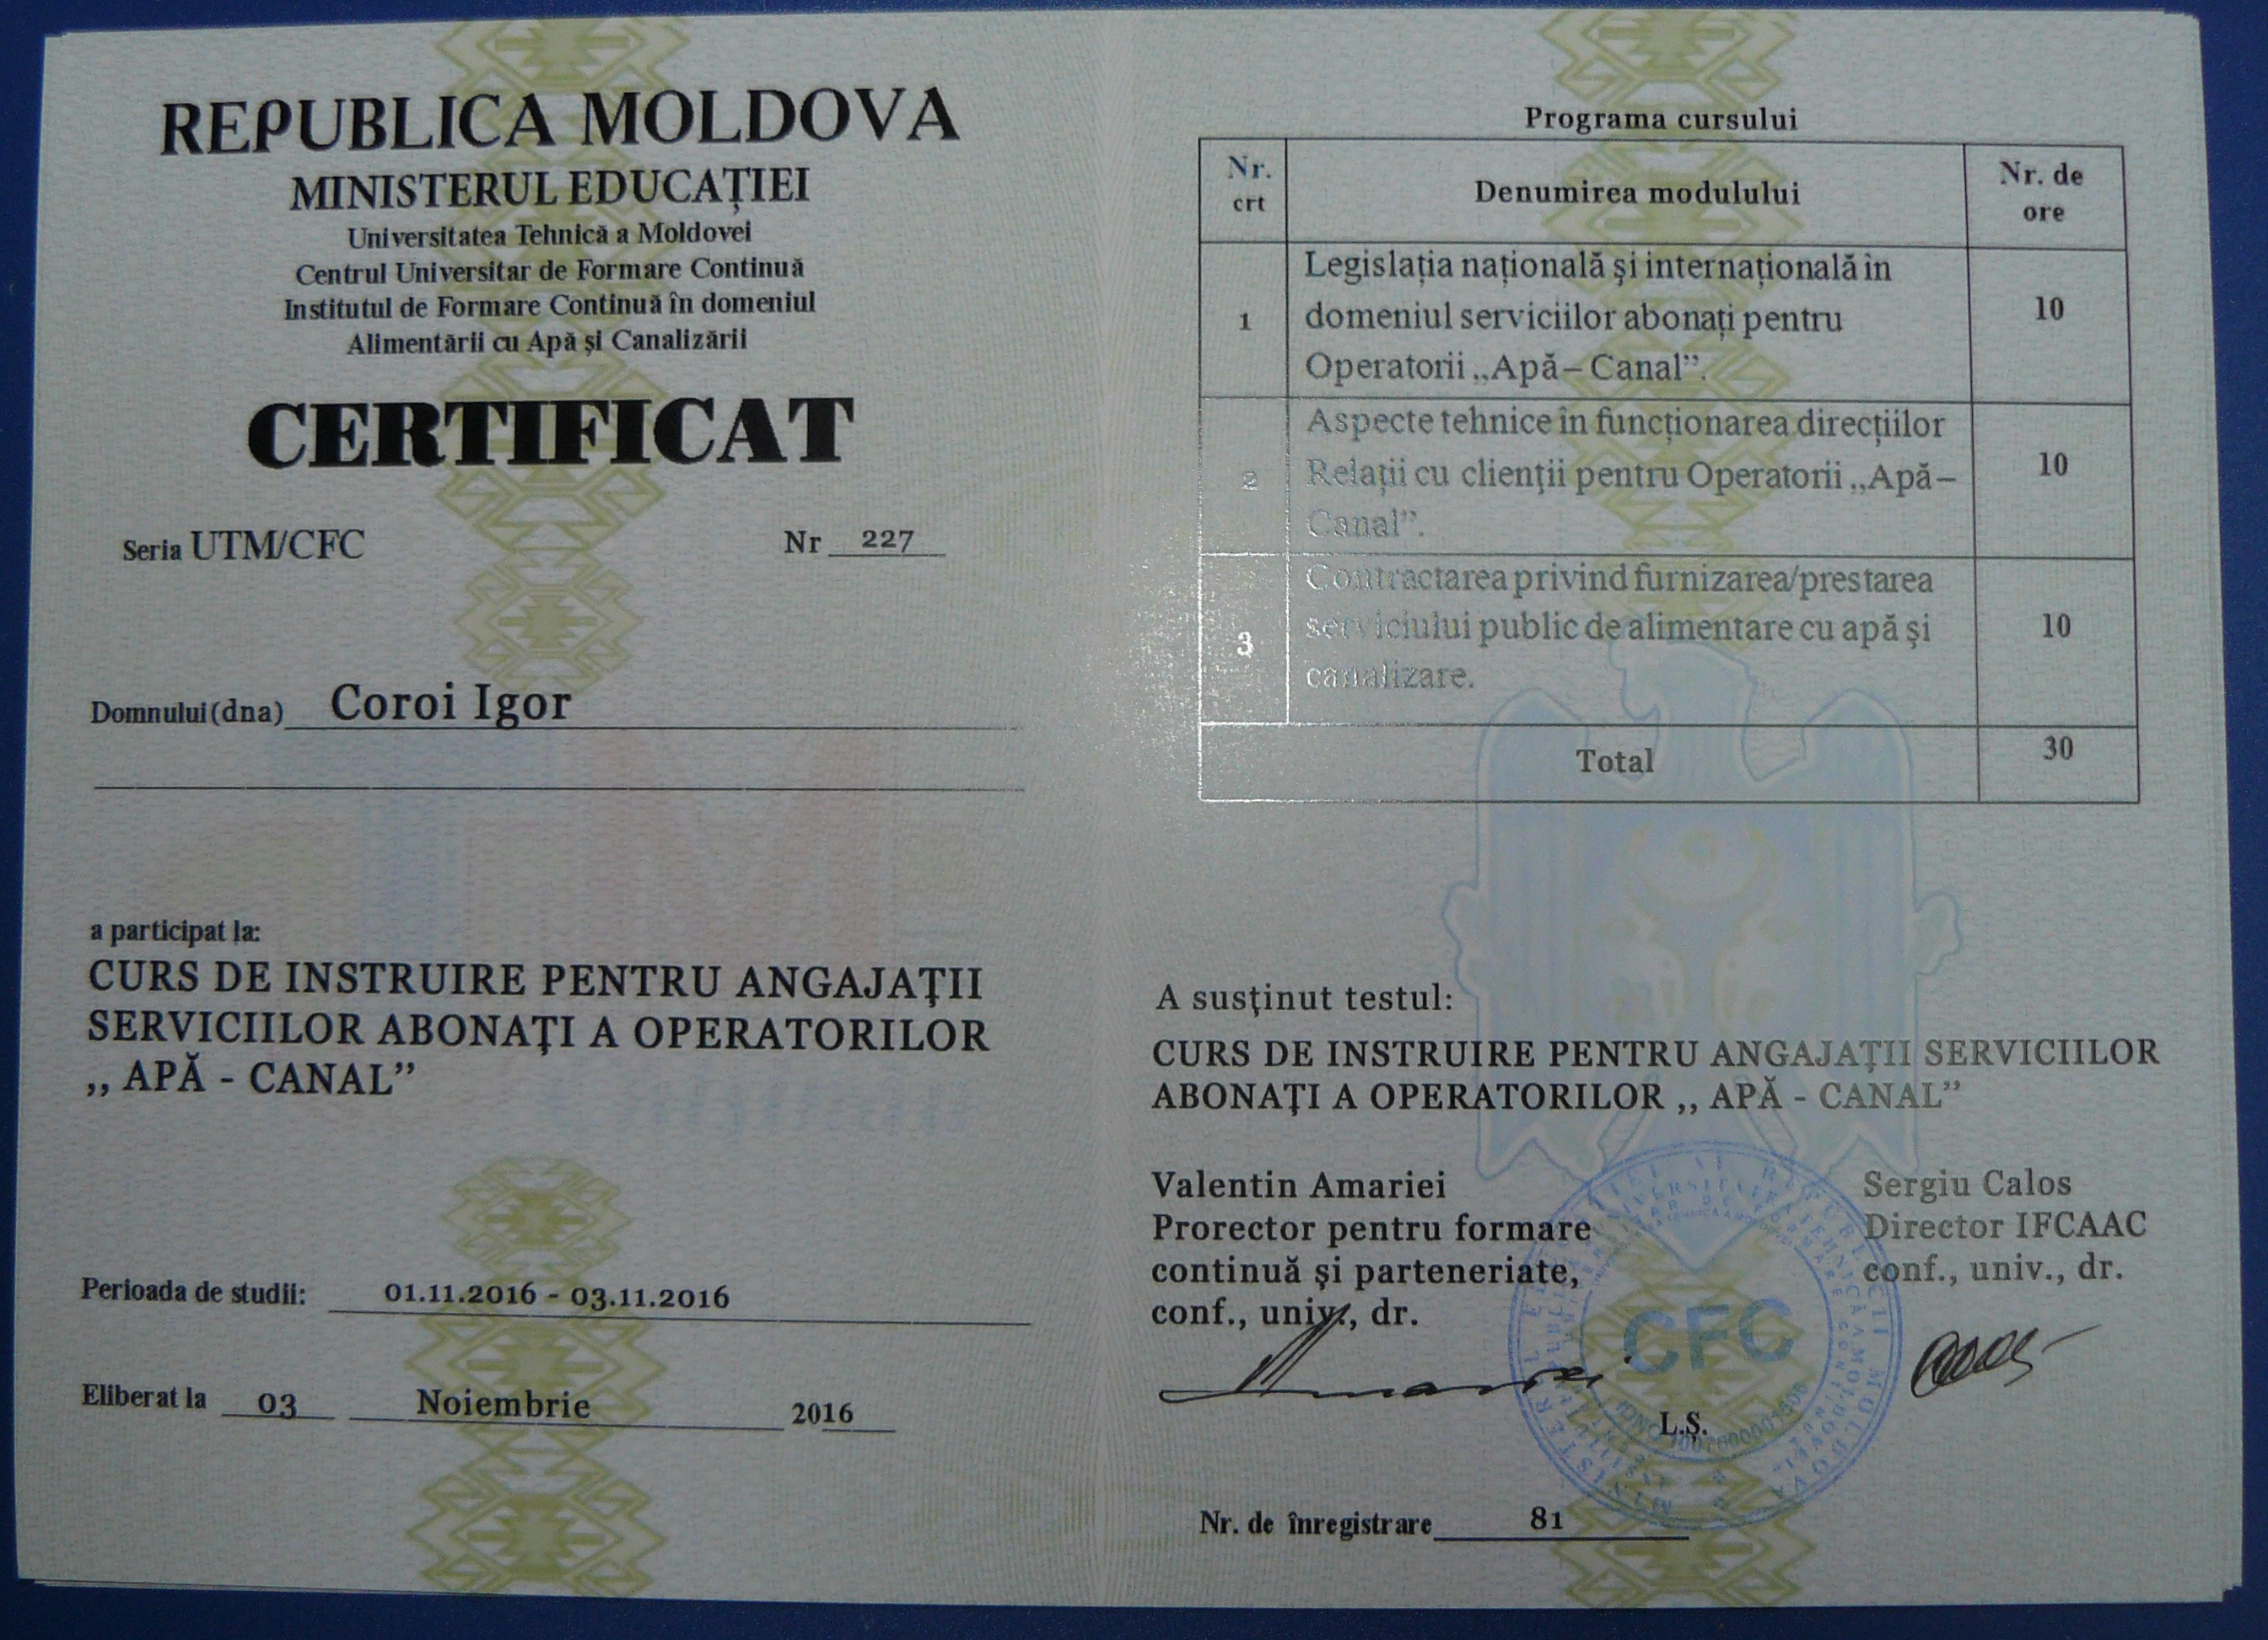 REPUBLICA MOLDOVA
MINISTERUL EDUCAȚIEI
Universitatea Tehnică a Moldovei
Centrul Universitar de Formare Continuă
Institutul de Formare Continuă în domeniul
Alimentării cu Apă și Canalizării
CERTIFICAT
Seria UTM/CFC Nr 227
Domnului(dna) Coroi Igor
a participat la:
CURS DE INSTRUIRE PENTRU ANGAJAȚII
SERVICIILOR ABONAȚI A OPERATORILOR
,, APĂ - CANAL”
Perioada de studii: 01.11.2016 - 03.11.2016
Eliberat la 03 Noiembrie 2016
Programa cursului
Nr. crt Denumirea modulului Nr. de ore
1 Legislația națională și internațională în
domeniul serviciilor abonați pentru
Operatorii „Apă – Canal”. 10
2 Aspecte tehnice în funcționarea direcțiilor
Relații cu clienții pentru Operatorii „Apă –
Canal”. 10
3 Contractarea privind furnizarea/prestarea
serviciului public de alimentare cu apă și
canalizare. 10
Total 30
A susținut testul:
CURS DE INSTRUIRE PENTRU ANGAJAȚII SERVICIILOR
ABONAȚI A OPERATORILOR ,, APĂ - CANAL”
Valentin Amariei
Prorector pentru formare
continuă și parteneriate,
conf., univ., dr.
Sergiu Calos
Director IFCAAC
conf., univ., dr.
CFC
L.Ș.
Nr. de înregistrare 81